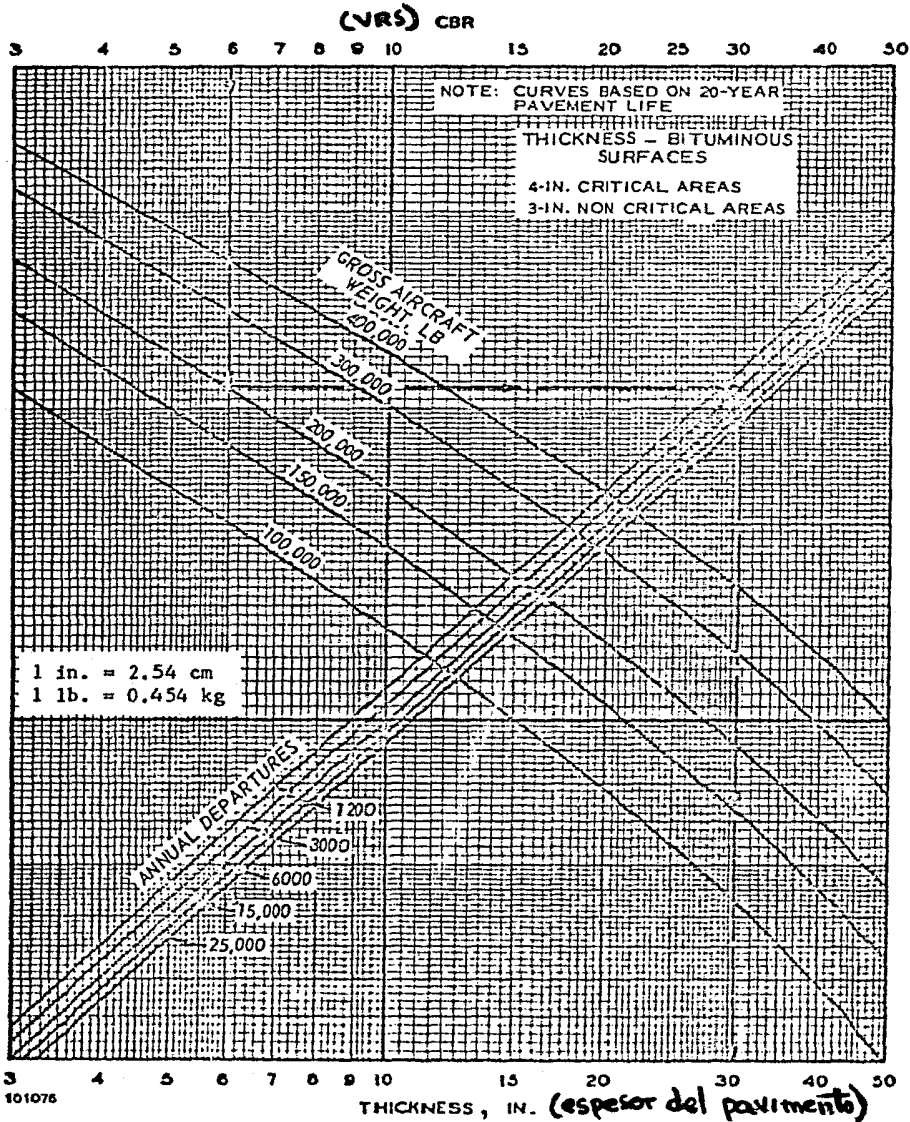 (VRS) CBR
3 4 5 6 7 8 9 10 15 20 25 30 40 50
NOTE: CURVES BASED ON 20-YEAR
PAVEMENT LIFE
THICKNESS – BITUMINOUS
SURFACES
4-IN. CRITICAL AREAS
3-IN. NON CRITICAL AREAS
GROSS AIRCRAFT
WEIGHT, LB
400,000
300,000
200,000
150,000
100,000
1 in. = 2.54 cm
1 lb. = 0.454 kg
ANNUAL DEPARTURES
1200
3000
6000
15,000
25,000
3 4 5 6 7 8 9 10 15 20 30 40 50
101076
THICKNESS, IN. (espesor del pavimento)